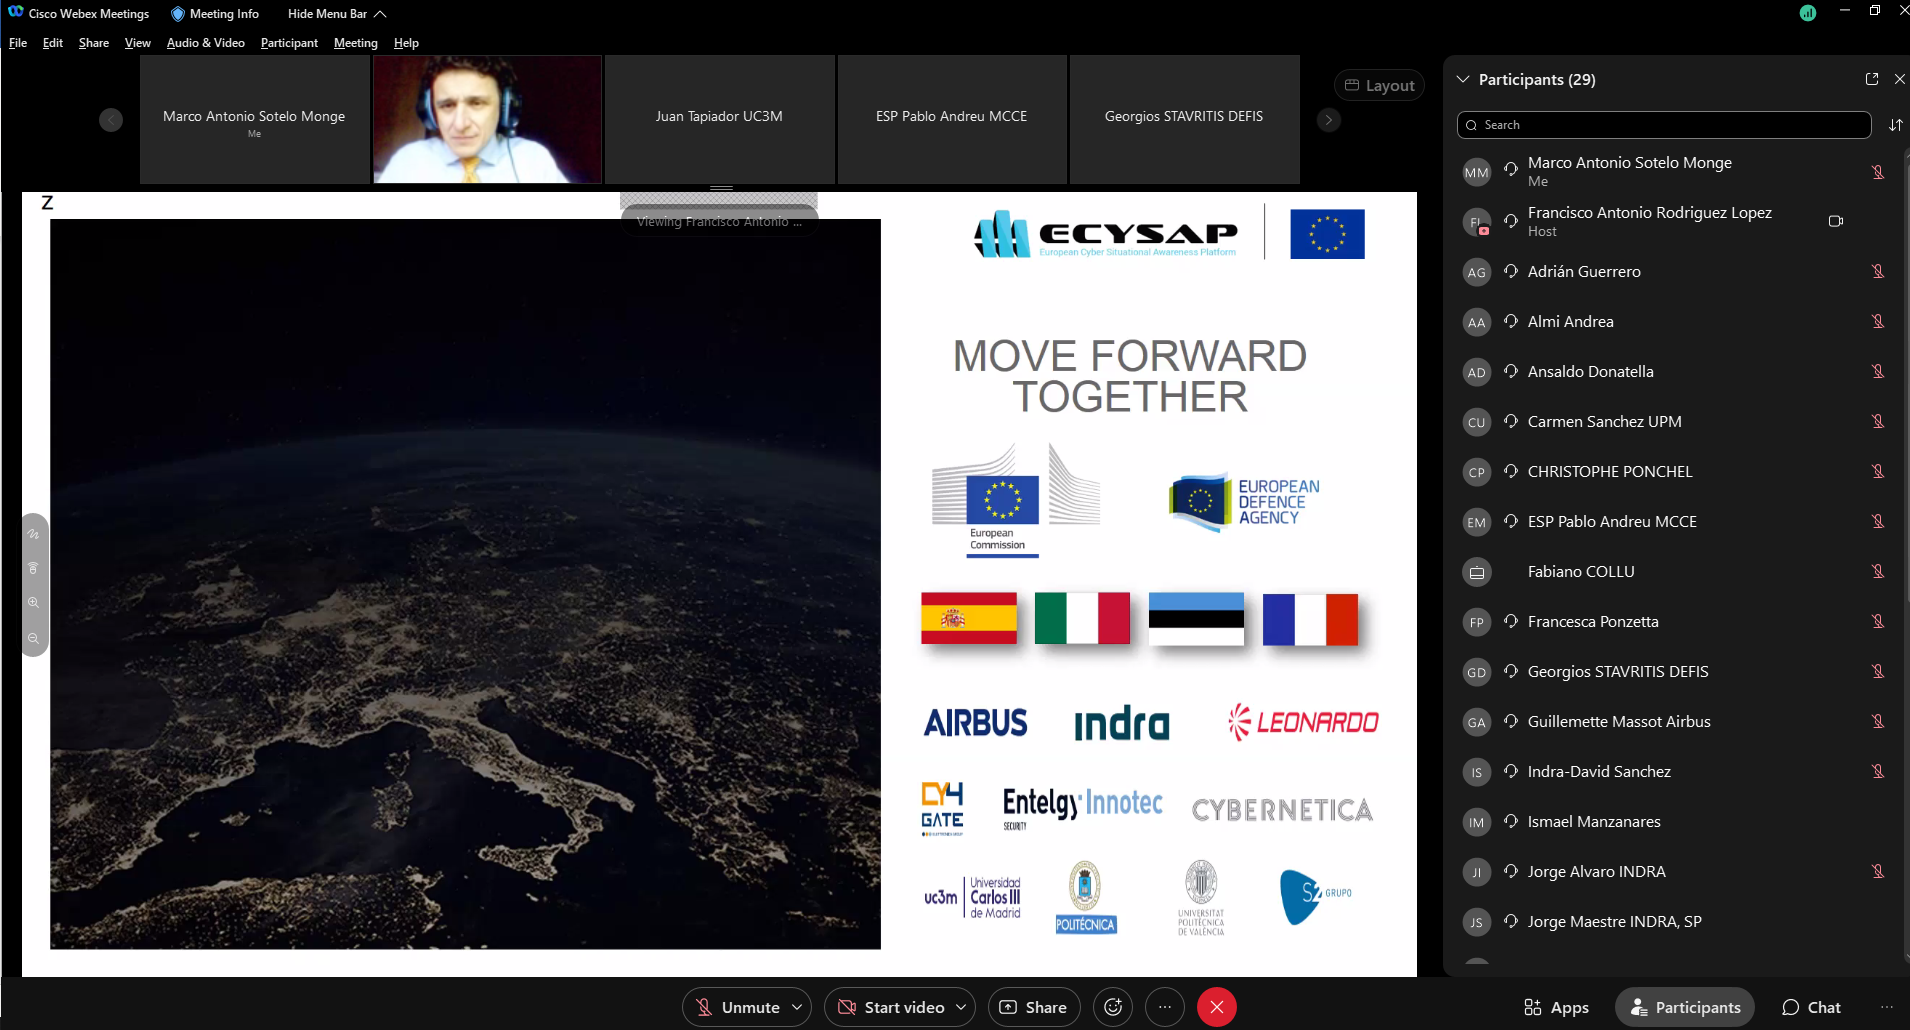 Cisco Webex Meetings
Meeting Info
Hide Menu Bar
File Edit Share View Audio & Video Participant Meeting Help
Marco Antonio Sotelo Monge
Me
Juan Tapiador UC3M
ESP Pablo Andreu MCCE
Georgios STAVRITIS DEFIS
Layout
Z
Viewing Francisco Antonio ...
ECYSAP
European Cyber Situational Awareness Platform
MOVE FORWARD
TOGETHER
European
Commission
EUROPEAN
DEFENCE
AGENCY
AIRBUS
indra
LEONARDO
CY4
GATE
Entelgy Innotec
SECURITY
CYBERNETICA
uc3m
Universidad
Carlos III
de Madrid
POLITÉCNICA
UNIVERSITAT
POLITÈCNICA
DE VALÈNCIA
S2 GRUPO
Participants (29)
Search
MM Marco Antonio Sotelo Monge
Me
Francisco Antonio Rodriguez Lopez
Host
AG Adrián Guerrero
AA Almi Andrea
AD Ansaldo Donatella
CU Carmen Sanchez UPM
CP CHRISTOPHE PONCHEL
EM ESP Pablo Andreu MCCE
Fabiano COLLU
FP Francesca Ponzetta
GD Georgios STAVRITIS DEFIS
GA Guillemette Massot Airbus
IS Indra-David Sanchez
IM Ismael Manzanares
JI Jorge Alvaro INDRA
JS Jorge Maestre INDRA, SP
Unmute
Start video
Share
Apps
Participants
Chat